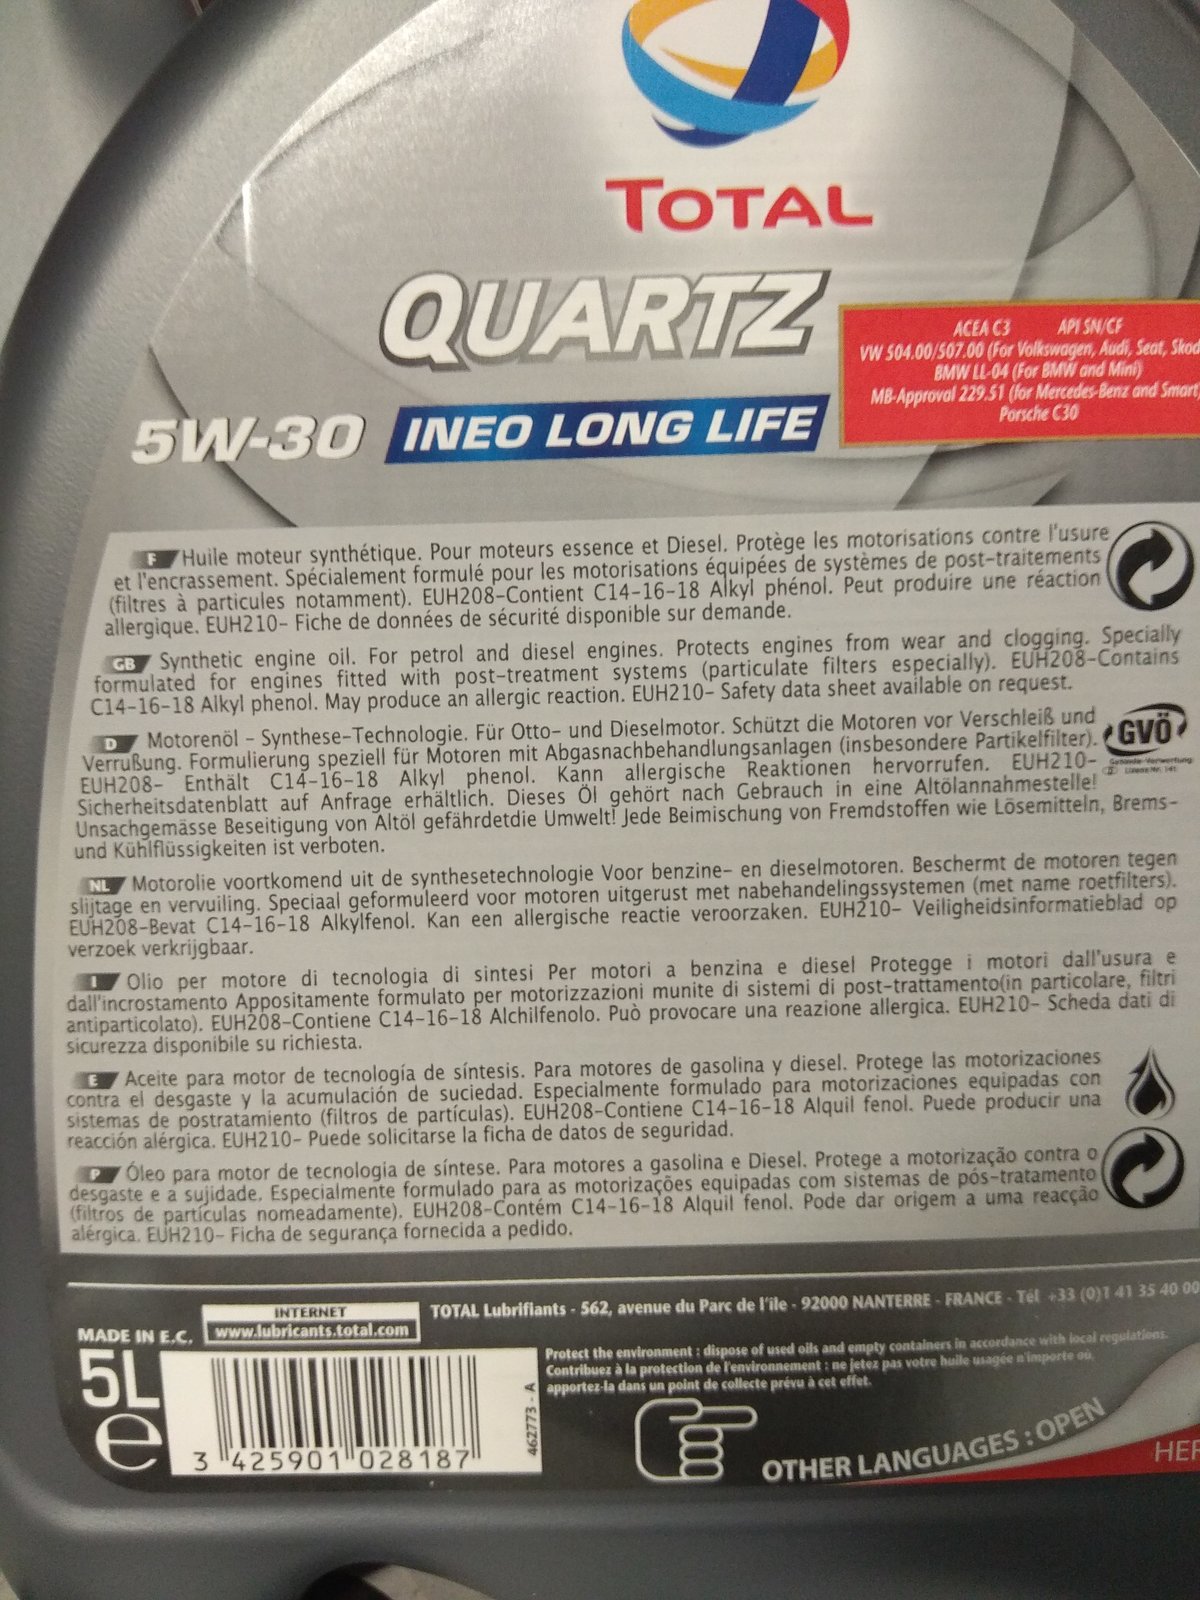 TOTAL
QUARTZ
5W-30 INEO LONG LIFE
ACEA C3 API SN/CF
VW 504.00/507.00 (For Volkswagen, Audi, Seat, Skod
BMW LL-04 (For BMW and Mini)
MB-Approval 229.51 (for Mercedes-Benz and Smart)
Porsche C30
F Huile moteur synthétique. Pour moteurs essence et Diesel. Protège les motorisations contre l'usure
et l'encrassement. Spécialement formulé pour les motorisations équipées de systèmes de post-traitements
(filtres à particules notamment). EUH208-Contient C14-16-18 Alkyl phénol. Peut produire une réaction
allergique. EUH210- Fiche de données de sécurité disponible sur demande.
GB Synthetic engine oil. For petrol and diesel engines. Protects engines from wear and clogging. Specially
formulated for engines fitted with post-treatment systems (particulate filters especially). EUH208-Contains
C14-16-18 Alkyl phenol. May produce an allergic reaction. EUH210- Safety data sheet available on request.
D Motorenöl - Synthese-Technologie. Für Otto- und Dieselmotor. Schützt die Motoren vor Verschleiß und
Verrußung. Formulierung speziell für Motoren mit Abgasnachbehandlungsanlagen (insbesondere Partikelfilter).
EUH208- Enthält C14-16-18 Alkyl phenol. Kann allergische Reaktionen hervorrufen. EUH210-
Sicherheitsdatenblatt auf Anfrage erhältlich. Dieses Öl gehört nach Gebrauch in eine Altölannahmestelle!
Unsachgemässe Beseitigung von Altöl gefährdetdie Umwelt! Jede Beimischung von Fremdstoffen wie Lösemitteln, Brems-
und Kühlflüssigkeiten ist verboten.
GVÖ
Gebinde-Verwertung
NL Motorolie voortkomend uit de synthesetechnologie Voor benzine- en dieselmotoren. Beschermt de motoren tegen
slijtage en vervuiling. Speciaal geformuleerd voor motoren uitgerust met nabehandelingssystemen (met name roetfilters).
EUH208-Bevat C14-16-18 Alkylfenol. Kan een allergische reactie veroorzaken. EUH210- Veiligheidsinformatieblad op
verzoek verkrijgbaar.
I Olio per motore di tecnologia di sintesi Per motori a benzina e diesel Protegge i motori dall'usura e
dall'incrostamento Appositamente formulato per motorizzazioni munite di sistemi di post-trattamento(in particolare, filtri
antiparticolato). EUH208-Contiene C14-16-18 Alchilfenolo. Può provocare una reazione allergica. EUH210- Scheda dati di
sicurezza disponibile su richiesta.
E Aceite para motor de tecnología de síntesis. Para motores de gasolina y diesel. Protege las motorizaciones
contra el desgaste y la acumulación de suciedad. Especialmente formulado para motorizaciones equipadas con
sistemas de postratamiento (filtros de partículas). EUH208-Contiene C14-16-18 Alquil fenol. Puede producir una
reacción alérgica. EUH210- Puede solicitarse la ficha de datos de seguridad.
P Óleo para motor de tecnologia de síntese. Para motores a gasolina e Diesel. Protege a motorização contra o
desgaste e a sujidade. Especialmente formulado para as motorizações equipadas com sistemas de pós-tratamento
(filtros de partículas nomeadamente). EUH208-Contém C14-16-18 Alquil fenol. Pode dar origem a uma reacção
alérgica. EUH210- Ficha de segurança fornecida a pedido.
INTERNET
www.lubricants.total.com
TOTAL Lubrifiants - 562, avenue du Parc de l'île - 92000 NANTERRE - FRANCE - Tél +33 (0)1 41 35 40 00
MADE IN E.C.
5L
e
3 425901 028187
462773 - A
Protect the environment : dispose of used oils and empty containers in accordance with local regulations.
Contribuez à la protection de l'environnement : ne jetez pas votre huile usagée n'importe où,
apportez-la dans un point de collecte prévu à cet effet.
OTHER LANGUAGES : OPEN
HER